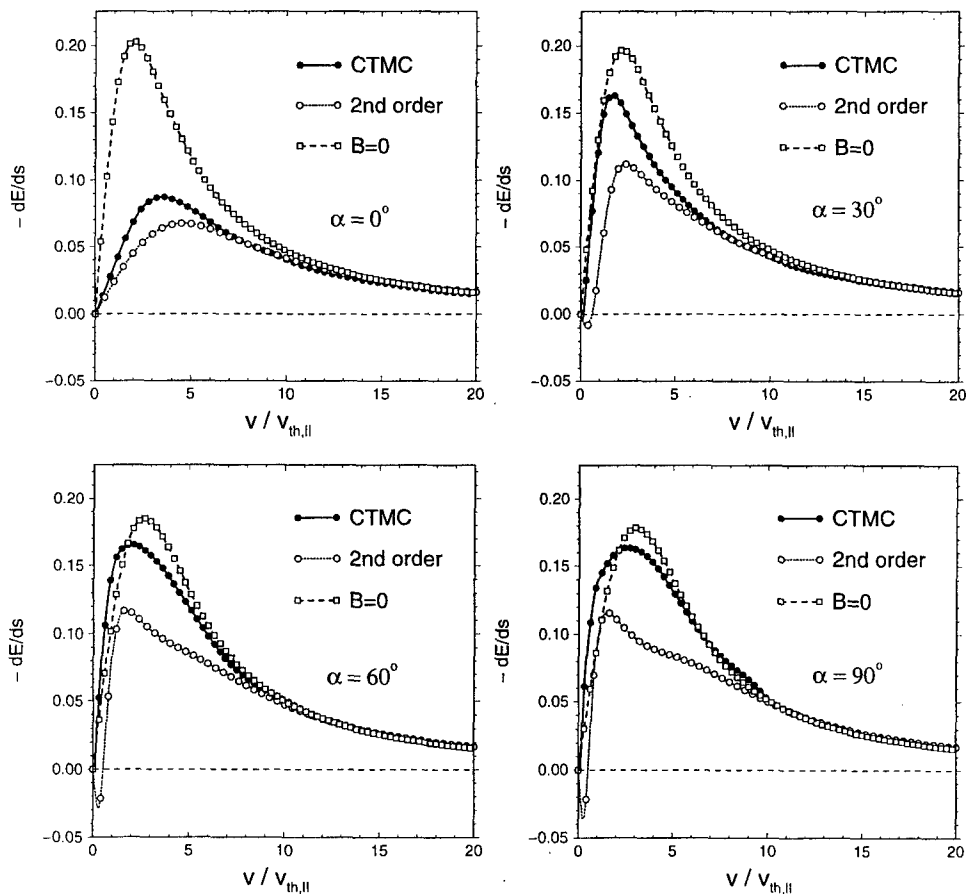 0.20
0.15
0.10
0.05
0.00
−0.05
− dE/ds
CTMC
2nd order
B=0
α = 0°
0 5 10 15 20
v / v_th,II
0.20
0.15
0.10
0.05
0.00
−0.05
− dE/ds
CTMC
2nd order
B=0
α = 30°
0 5 10 15 20
v / v_th,II
0.20
0.15
0.10
0.05
0.00
−0.05
− dE/ds
CTMC
2nd order
B=0
α = 60°
0 5 10 15 20
v / v_th,II
0.20
0.15
0.10
0.05
0.00
−0.05
− dE/ds
CTMC
2nd order
B=0
α = 90°
0 5 10 15 20
v / v_th,II